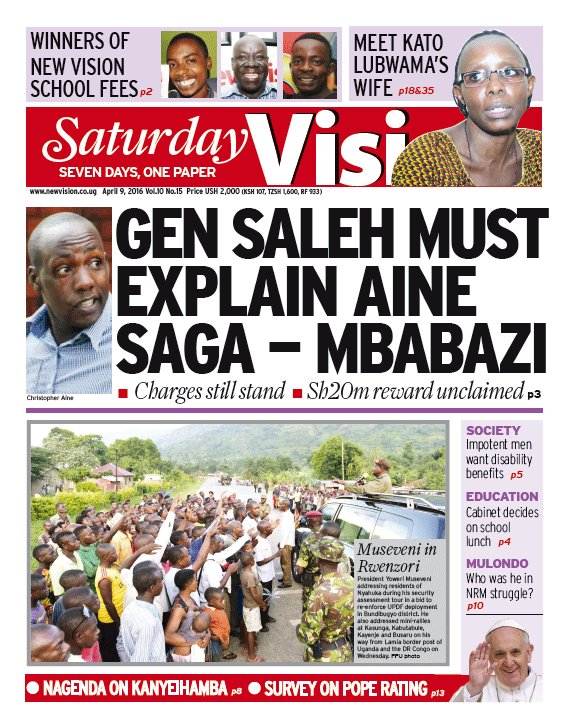 WINNERS OF
NEW VISION
SCHOOL FEES p2
MEET KATO
LUBWAMA'S
WIFE p18&35
Saturday Visi
SEVEN DAYS, ONE PAPER
www.newvision.co.ug April 9, 2016 Vol.10 No.15 Price USH 2,000 (KSH 107, TZSH 1,600, RF 933)
GEN SALEH MUST
EXPLAIN AINE
SAGA – MBABAZI
Christopher Aine
■ Charges still stand ■ Sh20m reward unclaimed p3
Museveni in
Rwenzori
President Yoweri Museveni
addressing residents of
Nyahuka during his security
assessment tour in a bid to
re-enforce UPDF deployment
in Bundibugyo district. He
also addressed mini-rallies
at Kasunga, Kabutabule,
Kayenje and Busaru on his
way from Lamia border post of
Uganda and the DR Congo on
Wednesday. PPU photo
SOCIETY
Impotent men
want disability
benefits p5
EDUCATION
Cabinet decides
on school
lunch p4
MULONDO
Who was he in
NRM struggle?
p10
● NAGENDA ON KANYEIHAMBA p8 ● SURVEY ON POPE RATING p13